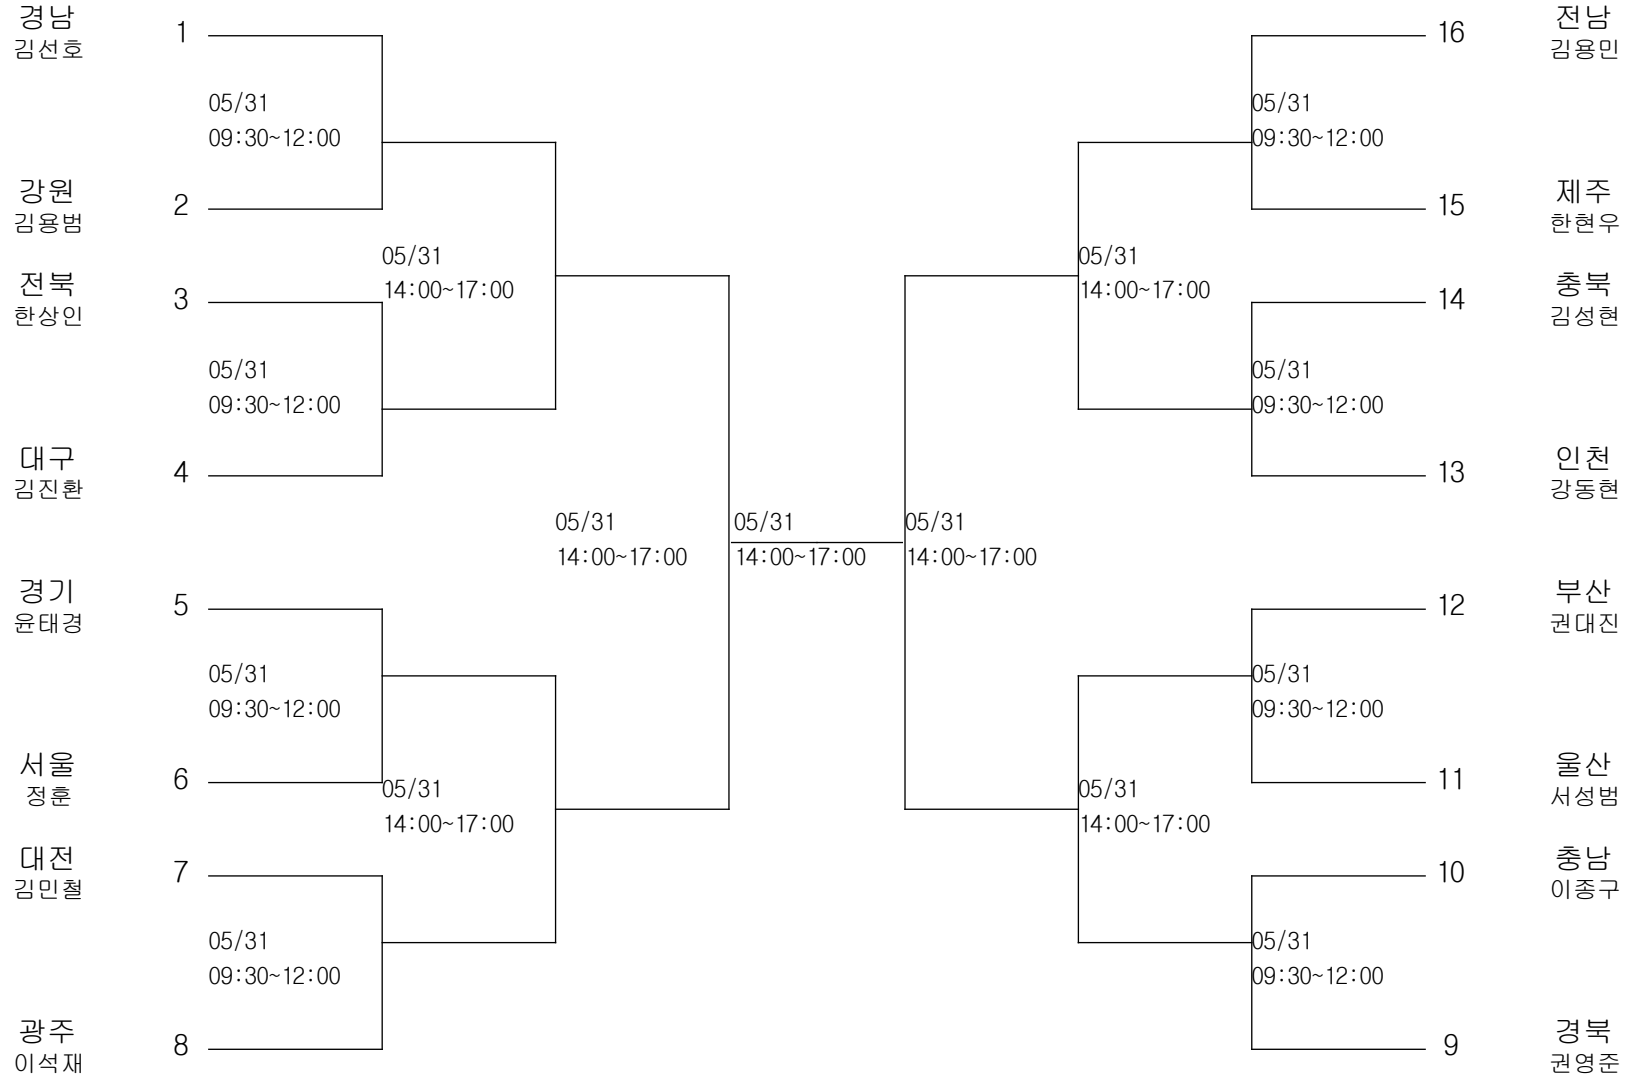 경남
김선호
1
05/31
09:30~12:00
강원
김용범
2
05/31
14:00~17:00
전북
한상인
3
05/31
09:30~12:00
대구
김진환
4
05/31
14:00~17:00
경기
윤태경
5
05/31
09:30~12:00
서울
정훈
6
05/31
14:00~17:00
대전
김민철
7
05/31
09:30~12:00
광주
이석재
8
05/31
14:00~17:00
16
전남
김용민
05/31
09:30~12:00
15
제주
한현우
05/31
14:00~17:00
14
충북
김성현
05/31
09:30~12:00
13
인천
강동현
05/31
14:00~17:00
12
부산
권대진
05/31
09:30~12:00
11
울산
서성범
05/31
14:00~17:00
10
충남
이종구
05/31
09:30~12:00
9
경북
권영준